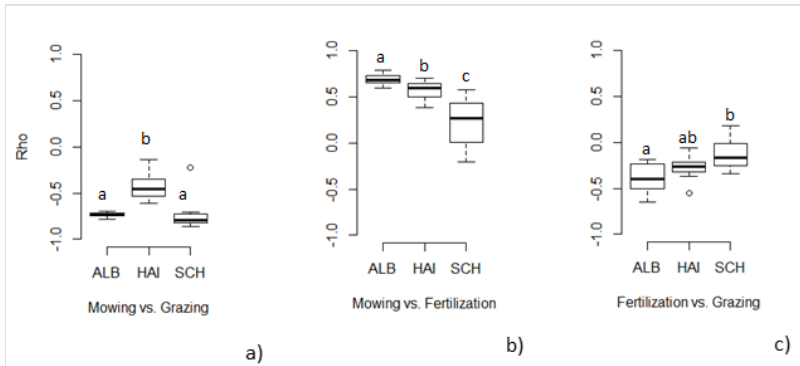 Rho
1.0
0.5
0.0
-0.5
-1.0
a
b
a
ALB HAI SCH
Mowing vs. Grazing
a)
1.0
0.5
0.0
-0.5
-1.0
a
b
c
ALB HAI SCH
Mowing vs. Fertilization
b)
1.0
0.5
0.0
-0.5
-1.0
a
ab
b
ALB HAI SCH
Fertilization vs. Grazing
c)